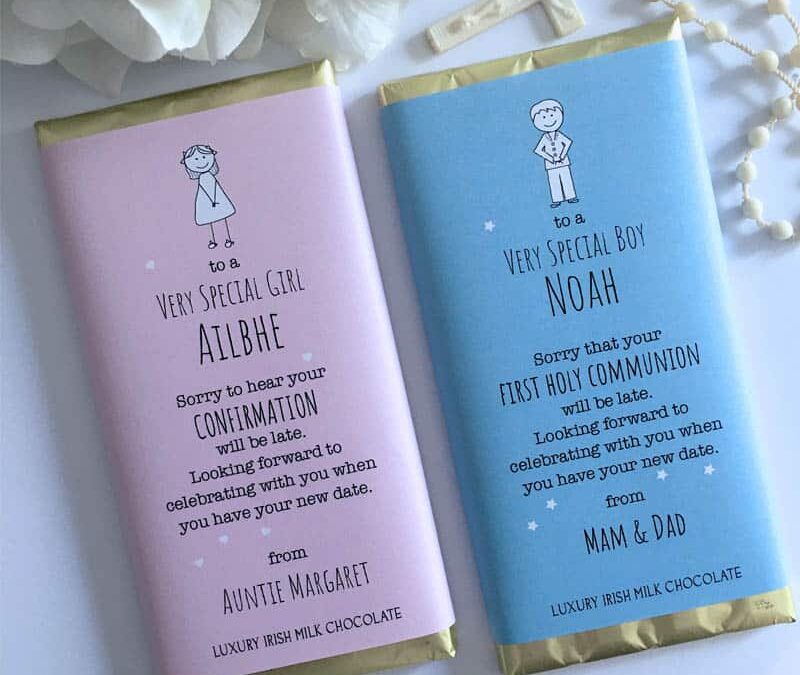 to a
VERY SPECIAL GIRL
AILBHE
Sorry to hear your
CONFIRMATION
will be late.
Looking forward to
celebrating with you when
you have your new date.
from
AUNTIE MARGARET
LUXURY IRISH MILK CHOCOLATE
to a
VERY SPECIAL BOY
NOAH
Sorry that your
FIRST HOLY COMMUNION
will be late.
Looking forward to
celebrating with you when
you have your new date.
from
MAM & DAD
LUXURY IRISH MILK CHOCOLATE